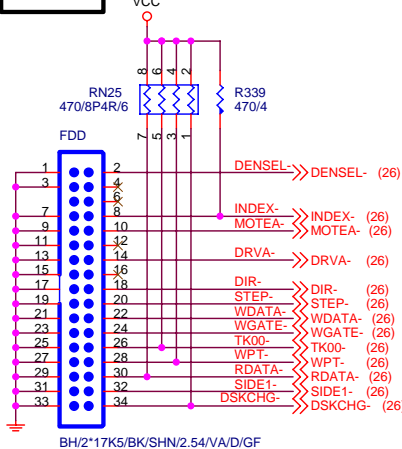 VCC
RN25
470/8P4R/6
8
6
4
2
7
5
3
1
R339
470/4
FDD
1 2 DENSEL- DENSEL- (26)
3 4
6
7 8 INDEX- INDEX- (26)
9 10 MOTEA- MOTEA- (26)
11 12
13 14 DRVA- DRVA- (26)
15 16
17 18 DIR- DIR- (26)
19 20 STEP- STEP- (26)
21 22 WDATA- WDATA- (26)
23 24 WGATE- WGATE- (26)
25 26 TK00- TK00- (26)
27 28 WPT- WPT- (26)
29 30 RDATA- RDATA- (26)
31 32 SIDE1- SIDE1- (26)
33 34 DSKCHG- DSKCHG- (26)
BH/2*17K5/BK/SHN/2.54/VA/D/GF